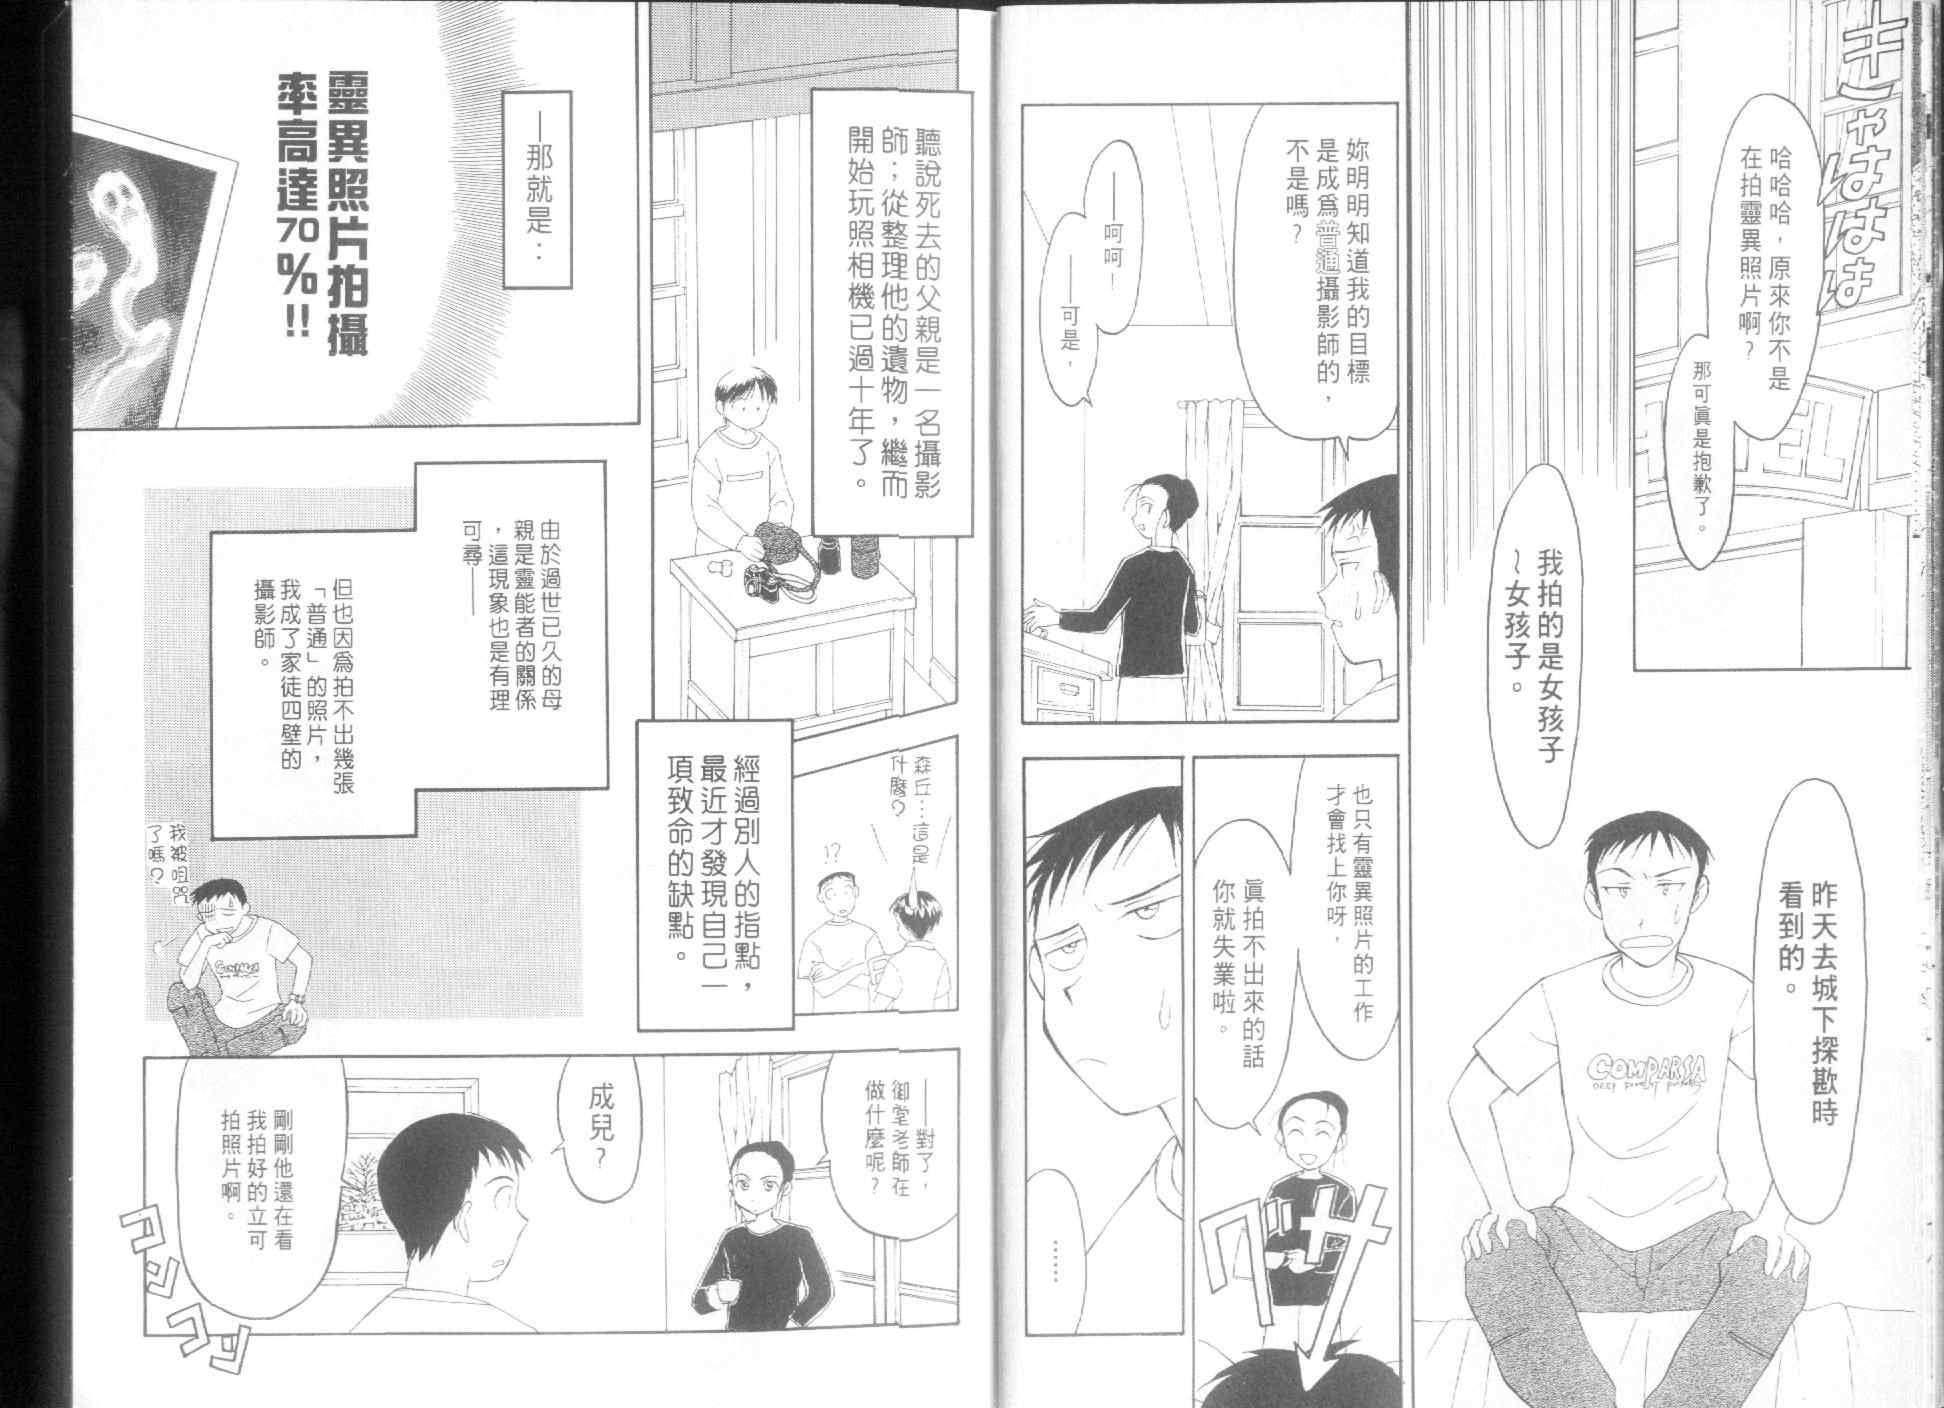 キャははは
哈哈哈，原來你不是
在拍靈異照片啊？
那可眞是抱歉了。
我拍的是女孩子
～女孩子。
昨天去城下探勘時
看到的。
COMPARSA
妳明明知道我的目標
是成爲普通攝影師的，
不是嗎？
——呵呵！
——可是，
也只有靈異照片的工作
才會找上你呀，
眞拍不出來的話
你就失業啦。
グサ
……
聽說死去的父親是一名攝影
師；從整理他的遺物，繼而
開始玩照相機已過十年了。
森丘…這是
什麼？
!?
經過別人的指點，
最近才發現自己一
項致命的缺點。
—那就是：
靈異照片拍攝
率高達70%!!
由於過世已久的母
親是靈能者的關係
，這現象也是有理
可尋——
但也因爲拍不出幾張
「普通」的照片，
我成了家徒四壁的
攝影師。
我被咀咒
了嗎？
COMPARSA
——對了，
御堂老師在
做什麼呢？
成兒？
剛剛他還在看
我拍好的立可
拍照片啊。
コンコン